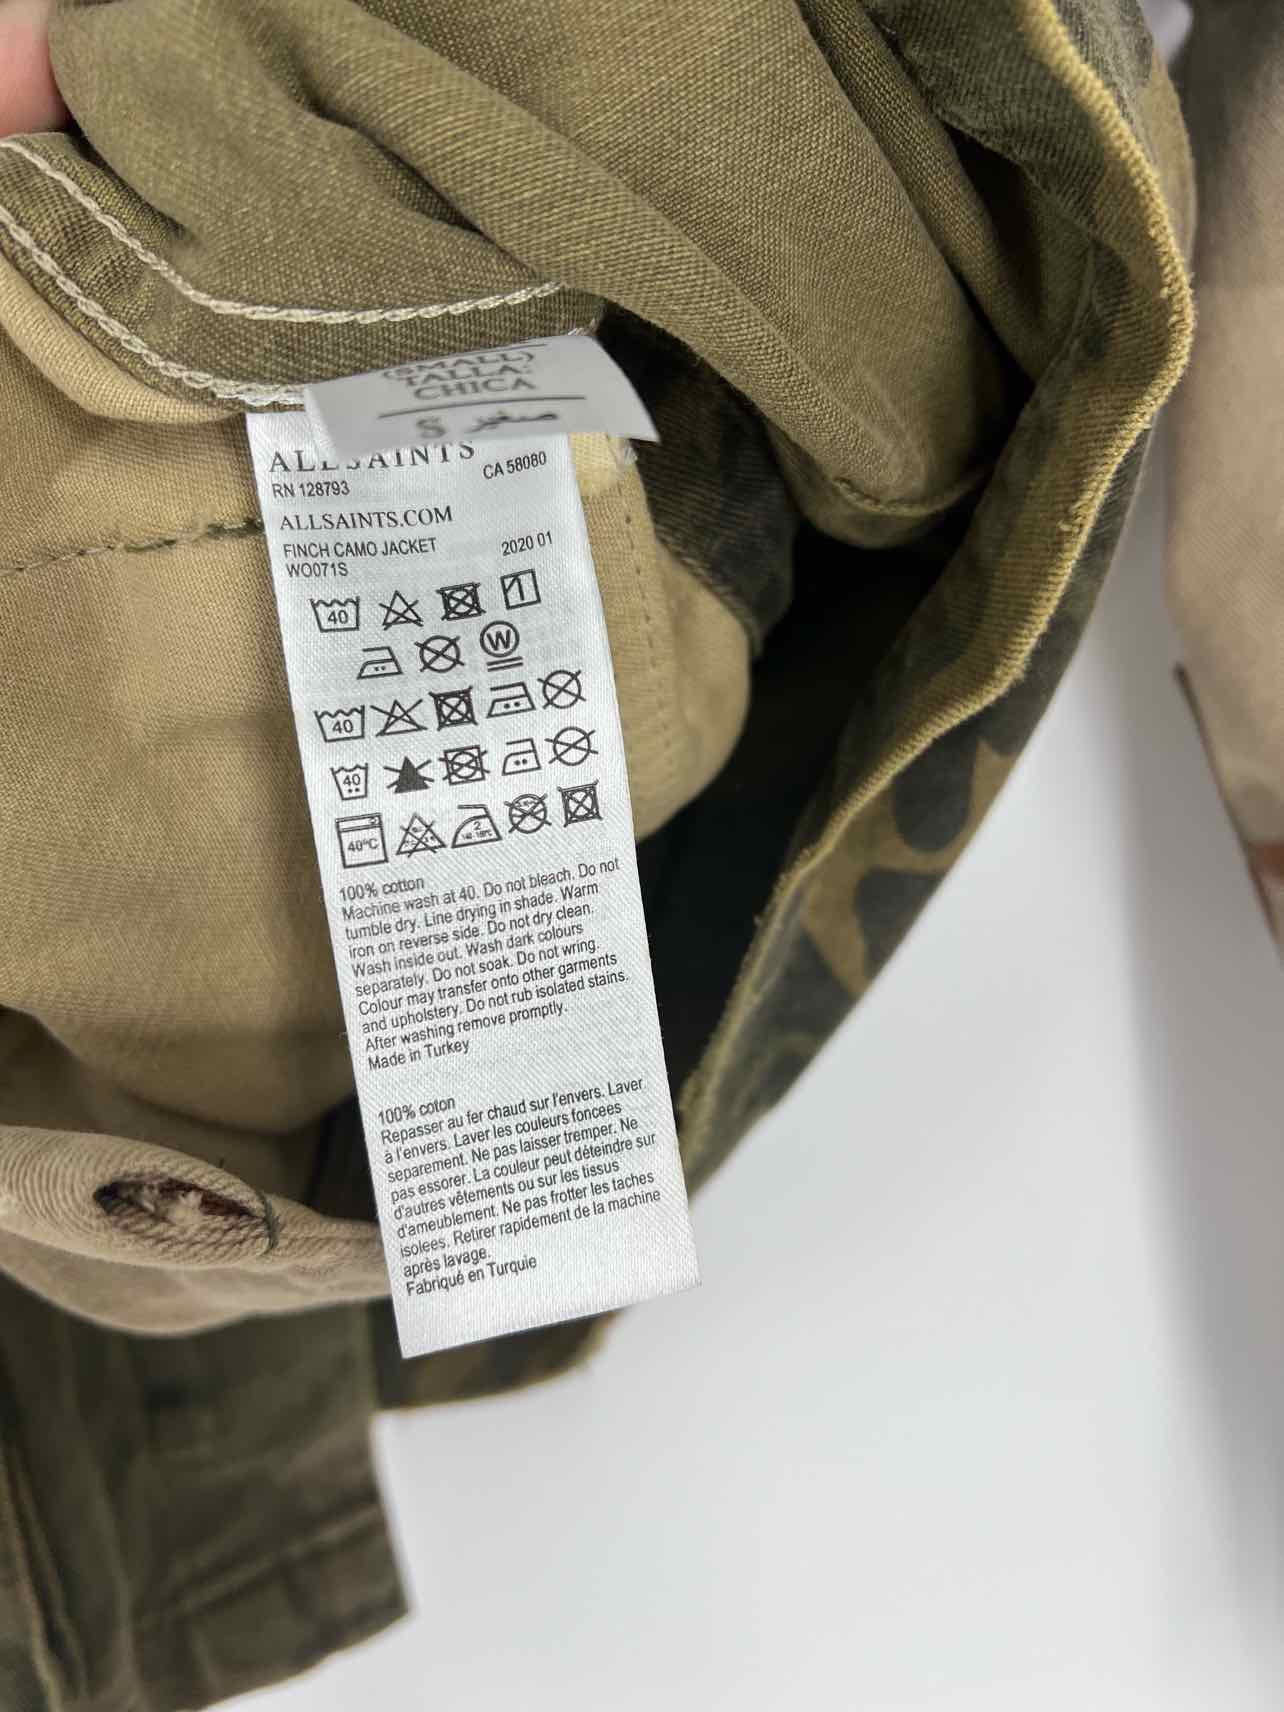 (SMALL)
TALLA:
CHICA
S صغير
ALLSAINTS
RN 128793
CA 58080
ALLSAINTS.COM
FINCH CAMO JACKET
2020 01
WO071S
40
W
40
40
2
40°C
2
100% cotton
Machine wash at 40. Do not bleach. Do not
tumble dry. Line drying in shade. Warm
iron on reverse side. Do not dry clean.
Wash inside out. Wash dark colours
separately. Do not soak. Do not wring.
Colour may transfer onto other garments
and upholstery. Do not rub isolated stains.
After washing remove promptly.
Made in Turkey
100% coton
Repasser au fer chaud sur l'envers. Laver
à l'envers. Laver les couleurs foncees
separement. Ne pas laisser tremper. Ne
pas essorer. La couleur peut déteindre sur
d'autres vêtements ou sur les tissus
d'ameublement. Ne pas frotter les taches
isolees. Retirer rapidement de la machine
après lavage.
Fabriqué en Turquie